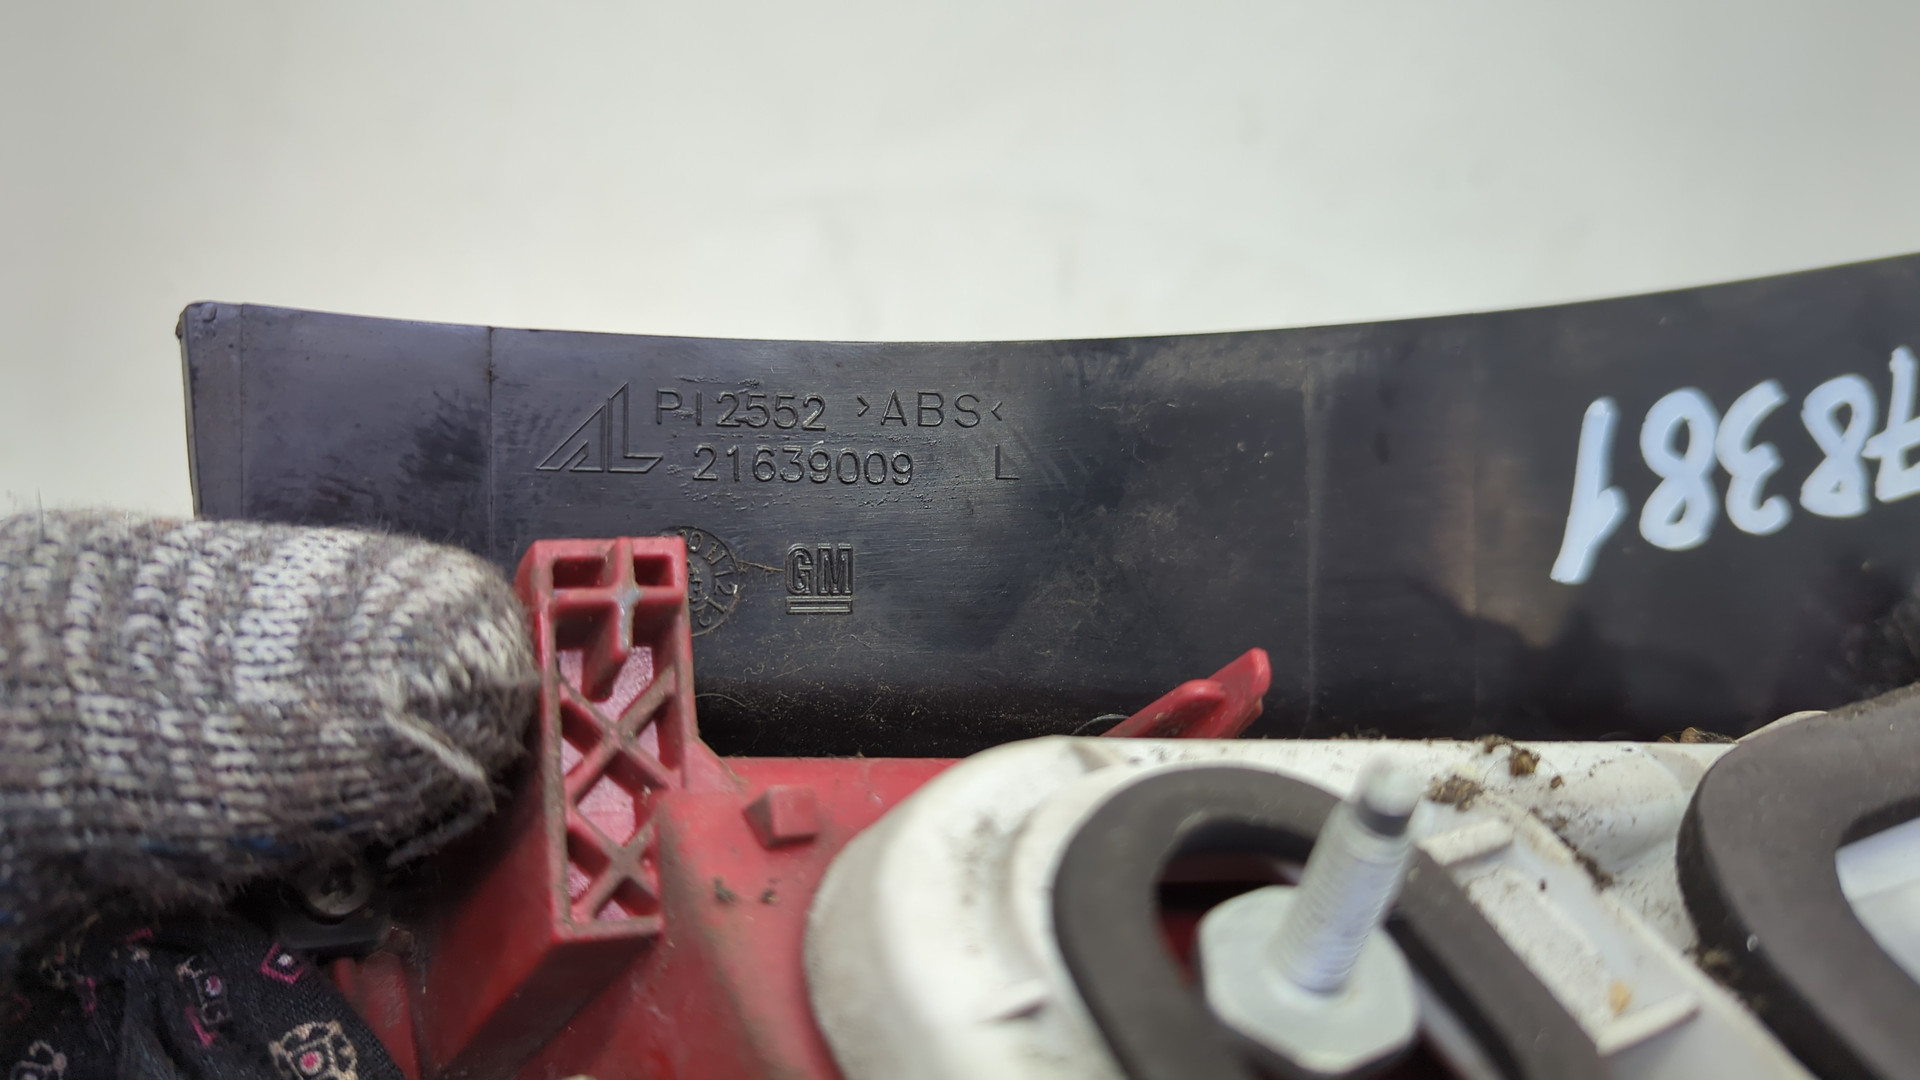 AL PI2552 >ABS<
21639009 L
GM
78381